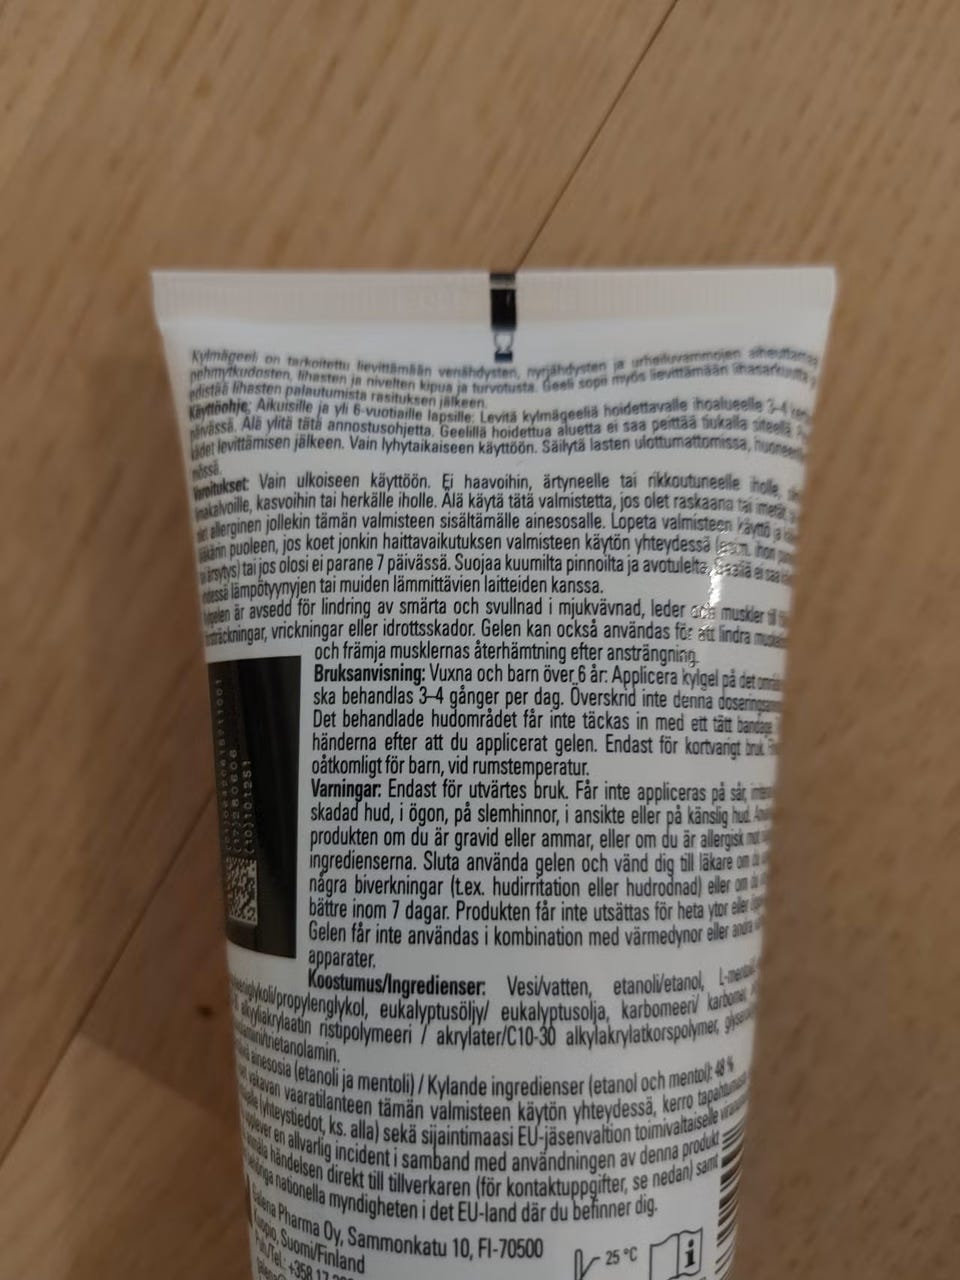 Kylmägeeli on tarkoitettu lievittämään venähdysten, nyrjähdysten ja urheiluvammojen aiheuttamaa
pehmytkudosten, lihasten ja nivelten kipua ja turvotusta. Geeli sopii myös lievittämään lihasarkuutta
edistää lihasten palautumista rasituksen jälkeen.
Käyttöohje: Aikuisille ja yli 6-vuotiaille lapsille: Levitä kylmägeeliä hoidettavalle ihoalueelle 3–4
päivässä. Älä ylitä tätä annostusohjetta. Geelillä hoidettua aluetta ei saa peittää tiukalla siteellä.
kädet levittämisen jälkeen. Vain lyhytaikaiseen käyttöön. Säilytä lasten ulottumattomissa,
mössä.
Varoitukset: Vain ulkoiseen käyttöön. Ei haavoihin, ärtyneelle tai rikkoutuneelle iholle,
kasvoihin tai herkälle iholle. Älä käytä tätä valmistetta, jos olet raskaana tai imetät
allerginen jollekin tämän valmisteen sisältämälle ainesosalle. Lopeta valmisteen käyttö
puoleen, jos koet jonkin haittavaikutuksen valmisteen käytön yhteydessä (esim. ihon
tai jos olosi ei parane 7 päivässä. Suojaa kuumilta pinnoilta ja avotulelta.
lämpötyynyjen tai muiden lämmittävien laitteiden kanssa.
är avsedd för lindring av smärta och svullnad i mjukvävnad, leder och muskler
vrickningar eller idrottsskador. Gelen kan också användas för att lindra
och främja musklernas återhämtning efter ansträngning.
Bruksanvisning: Vuxna och barn över 6 år: Applicera kylgel på det
ska behandlas 3–4 gånger per dag. Överskrid inte denna
Det behandlade hudområdet får inte täckas in med ett tätt bandage.
händerna efter att du applicerat gelen. Endast för kortvarigt bruk.
oåtkomligt för barn, vid rumstemperatur.
Varningar: Endast för utvärtes bruk. Får inte appliceras på sår,
skadad hud, i ögon, på slemhinnor, i ansikte eller på känslig hud.
produkten om du är gravid eller ammar, eller om du är allergisk mot
ingredienserna. Sluta använda gelen och vänd dig till läkare om du
några biverkningar (t.ex. hudirritation eller hudrodnad) eller om du
bättre inom 7 dagar. Produkten får inte utsättas för heta ytor eller
Gelen får inte användas i kombination med värmedynor eller andra
apparater.
Koostumus/Ingredienser: Vesi/vatten, etanoli/etanol,
eukalyptusöljy/ eukalyptusolja, karbomeeri/
ristipolymeeri / akrylater/C10-30 alkylakrylatkorspolymer,
(etanoli ja mentoli) / Kylande ingredienser (etanol och mentol): 48 %
vakavan vaaratilanteen tämän valmisteen käytön yhteydessä, kerro
(yhteystiedot, ks. alla) sekä sijaintimaasi EU-jäsenvaltion toimivaltaiselle
en allvarlig incident i samband med användningen av denna produkt
händelsen direkt till tillverkaren (för kontaktuppgifter, se nedan) samt
nationella myndigheten i det EU-land där du befinner dig.
Galena Pharma Oy, Sammonkatu 10, FI-70500
Kuopio, Suomi/Finland
Puh./Tel.: +358 17
25 °C
(17)280606
(10)101251